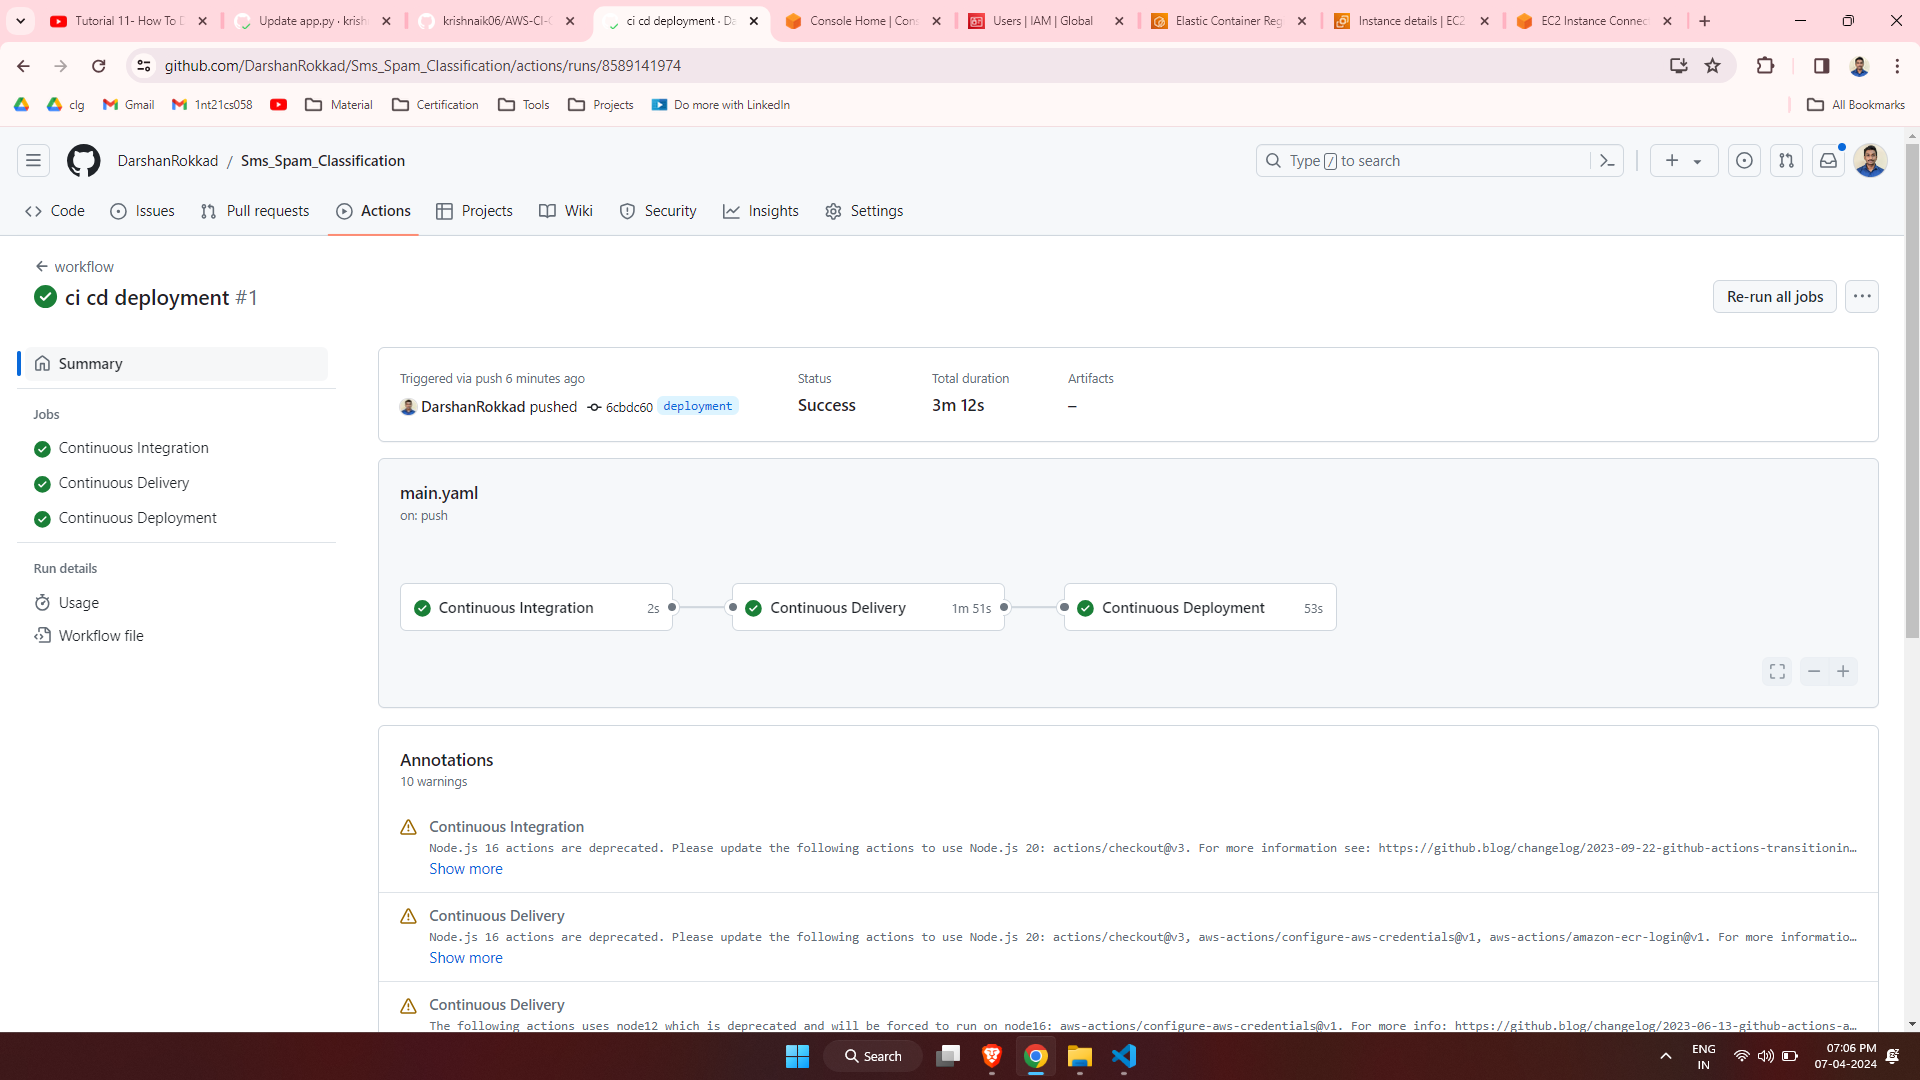 Tutorial 11- How To D
Update app.py · krish
krishnaik06/AWS-CI-C
ci cd deployment · Da
Console Home | Cons
Users | IAM | Global
Elastic Container Reg
Instance details | EC2
EC2 Instance Connect
github.com/DarshanRokkad/Sms_Spam_Classification/actions/runs/8589141974
clg
Gmail
1nt21cs058
Material
Certification
Tools
Projects
Do more with LinkedIn
All Bookmarks
DarshanRokkad / Sms_Spam_Classification
Type / to search
Code
Issues
Pull requests
Actions
Projects
Wiki
Security
Insights
Settings
workflow
ci cd deployment #1
Re-run all jobs
Summary
Jobs
Continuous Integration
Continuous Delivery
Continuous Deployment
Run details
Usage
Workflow file
Triggered via push 6 minutes ago
DarshanRokkad pushed 6cbdc60 deployment
Status
Success
Total duration
3m 12s
Artifacts
–
main.yaml
on: push
Continuous Integration 2s
Continuous Delivery 1m 51s
Continuous Deployment 53s
Annotations
10 warnings
Continuous Integration
Node.js 16 actions are deprecated. Please update the following actions to use Node.js 20: actions/checkout@v3. For more information see: https://github.blog/changelog/2023-09-22-github-actions-transitionin…
Show more
Continuous Delivery
Node.js 16 actions are deprecated. Please update the following actions to use Node.js 20: actions/checkout@v3, aws-actions/configure-aws-credentials@v1, aws-actions/amazon-ecr-login@v1. For more informatio…
Show more
Continuous Delivery
The following actions uses node12 which is deprecated and will be forced to run on node16: aws-actions/configure-aws-credentials@v1. For more info: https://github.blog/changelog/2023-06-13-github-actions-a…
Search
ENG
IN
07:06 PM
07-04-2024